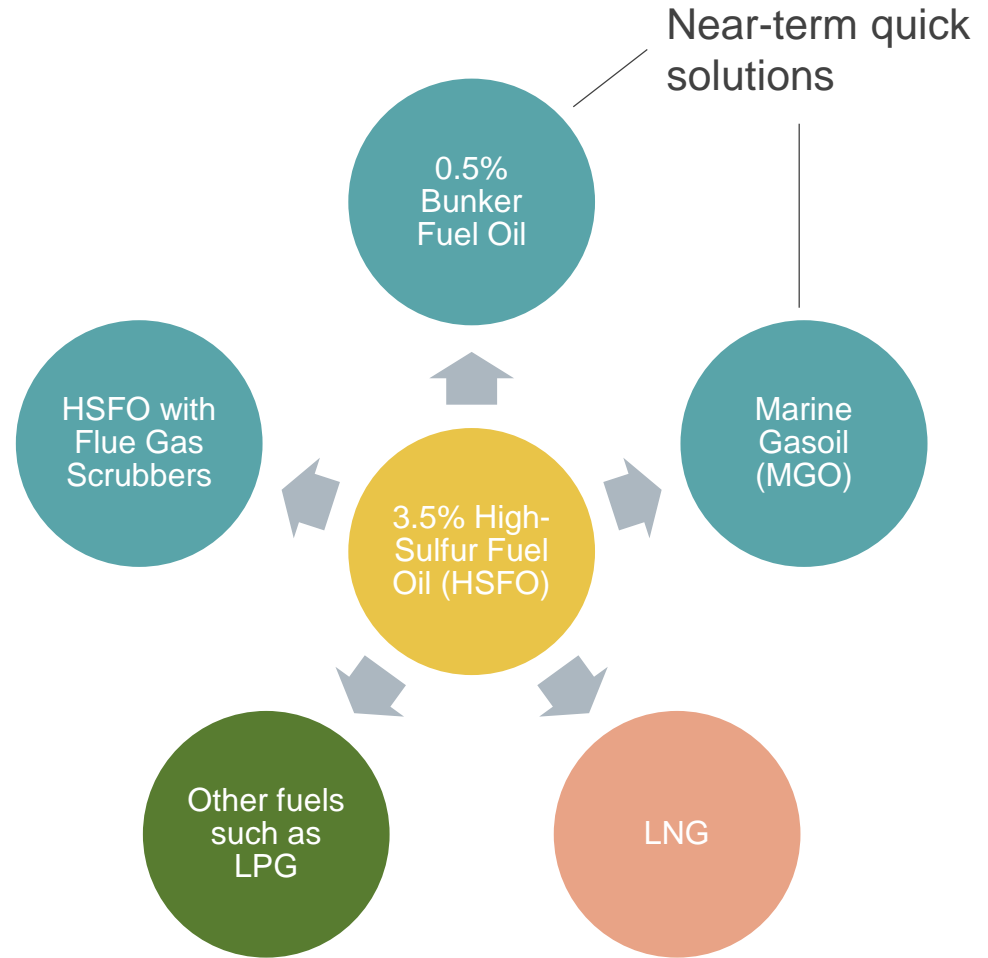 Near-term quick
solutions
0.5%
Bunker
Fuel Oil
HSFO with
Flue Gas
Scrubbers
Marine
Gasoil
(MGO)
3.5% High-
Sulfur Fuel
Oil (HSFO)
Other fuels
such as
LPG
LNG